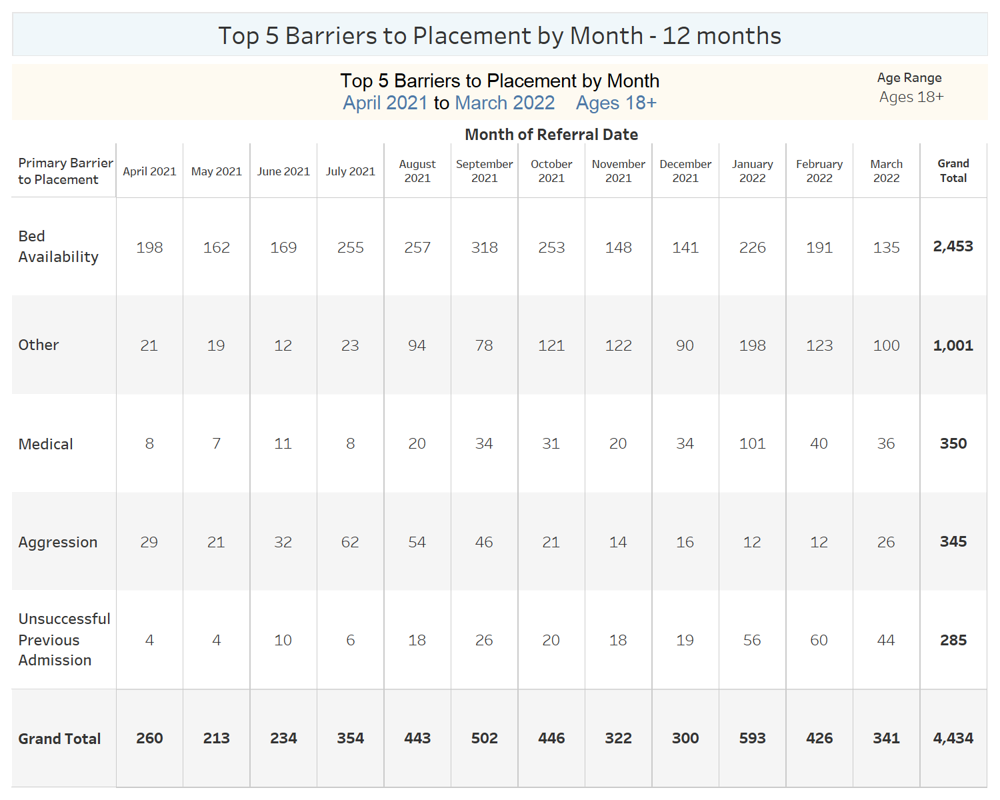 Top 5 Barriers to Placement by Month - 12 months
Top 5 Barriers to Placement by Month
April 2021 to March 2022 Ages 18+
Age Range
Ages 18+
Month of Referral Date
Primary Barrier
to Placement
April 2021
May 2021
June 2021
July 2021
August
2021
September
2021
October
2021
November
2021
December
2021
January
2022
February
2022
March
2022
Grand
Total
Bed
Availability
198 162 169 255 257 318 253 148 141 226 191 135 2,453
Other 21 19 12 23 94 78 121 122 90 198 123 100 1,001
Medical 8 7 11 8 20 34 31 20 34 101 40 36 350
Aggression 29 21 32 62 54 46 21 14 16 12 12 26 345
Unsuccessful
Previous
Admission
4 4 10 6 18 26 20 18 19 56 60 44 285
Grand Total 260 213 234 354 443 502 446 322 300 593 426 341 4,434